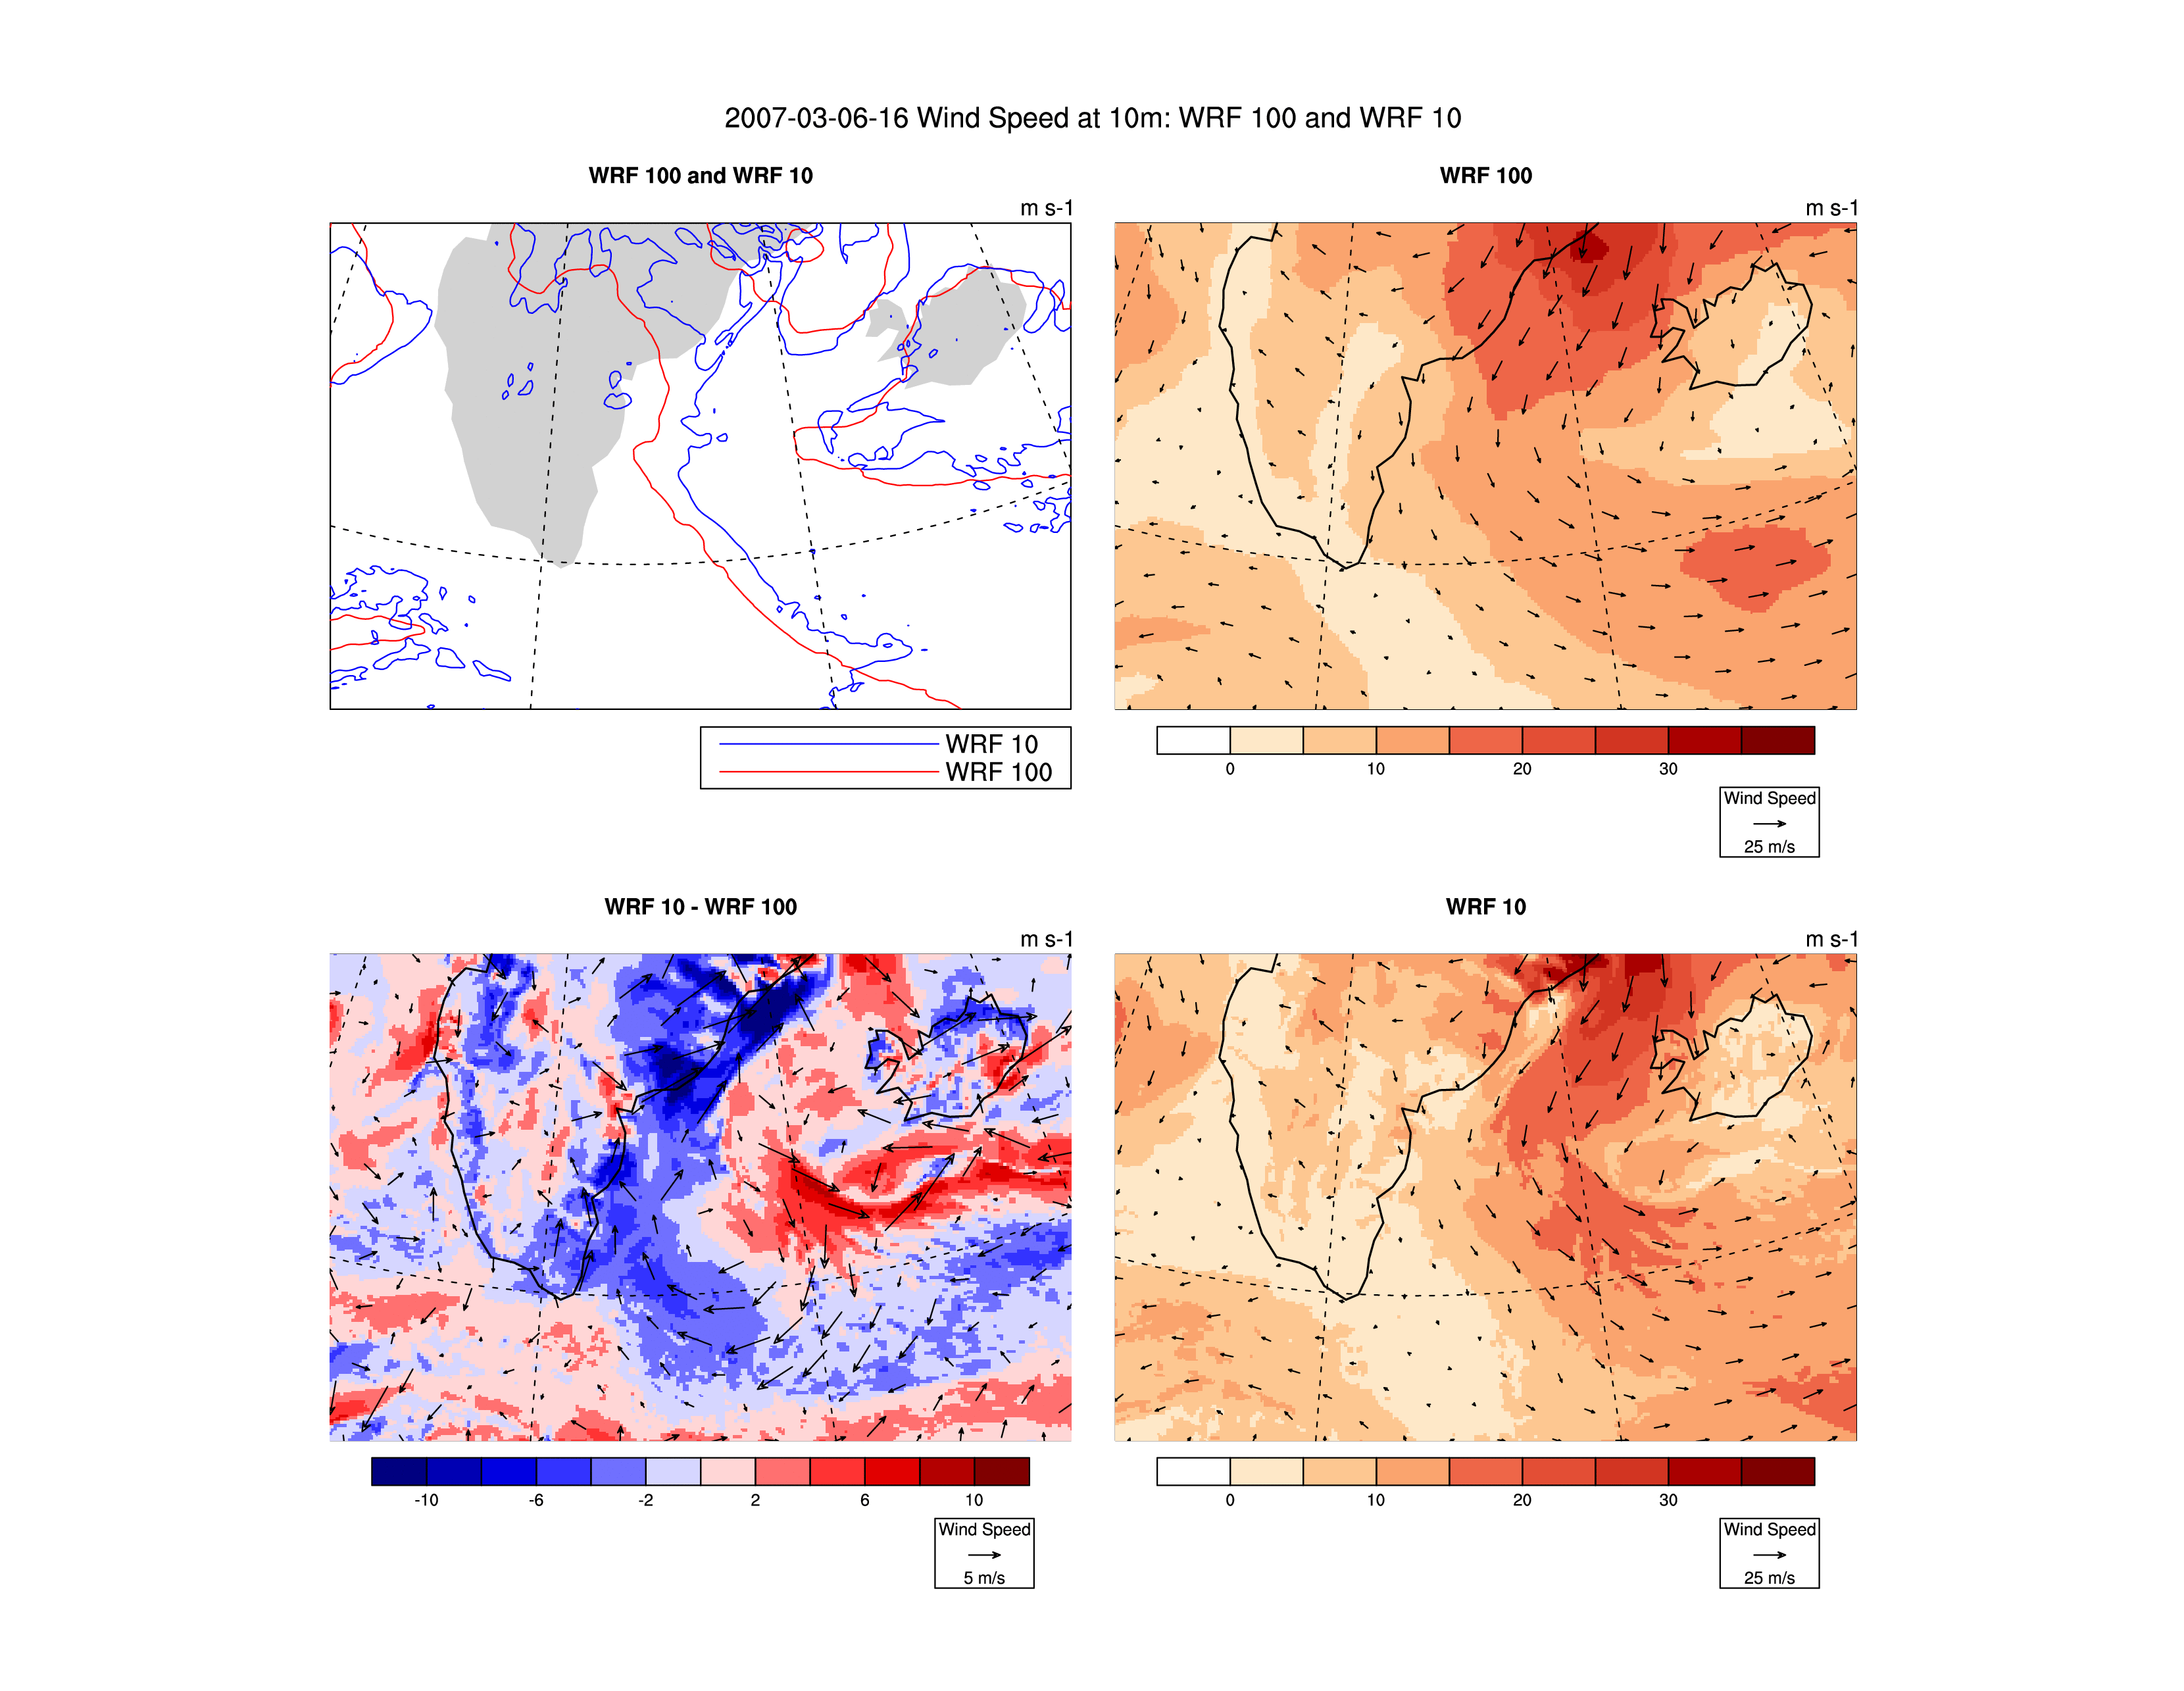 2007-03-06-16 Wind Speed at 10m: WRF 100 and WRF 10
WRF 100 and WRF 10
m s-1
WRF 10
WRF 100
WRF 100
m s-1
0 10 20 30
Wind Speed
25 m/s
WRF 10 - WRF 100
m s-1
-10 -6 -2 2 6 10
Wind Speed
5 m/s
WRF 10
m s-1
0 10 20 30
Wind Speed
25 m/s